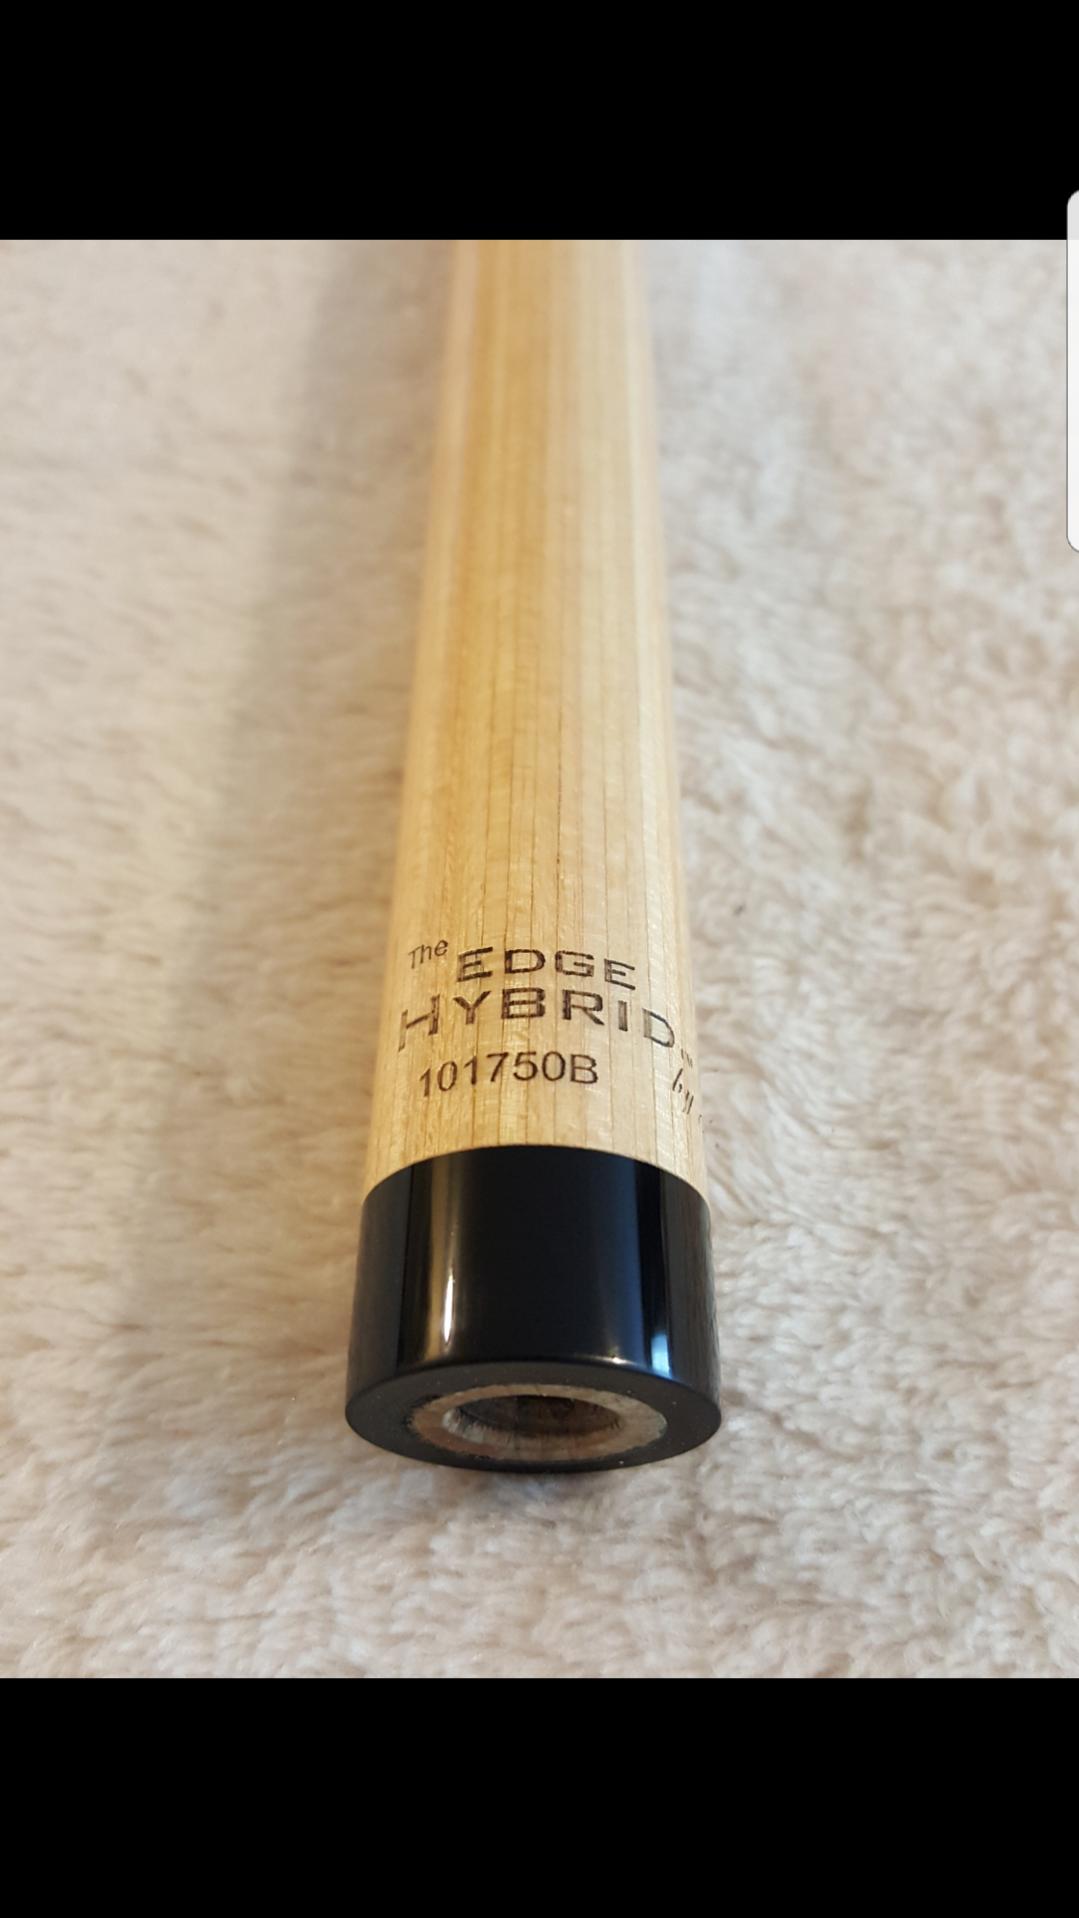 The EDGE
HYBRID™
101750B
by